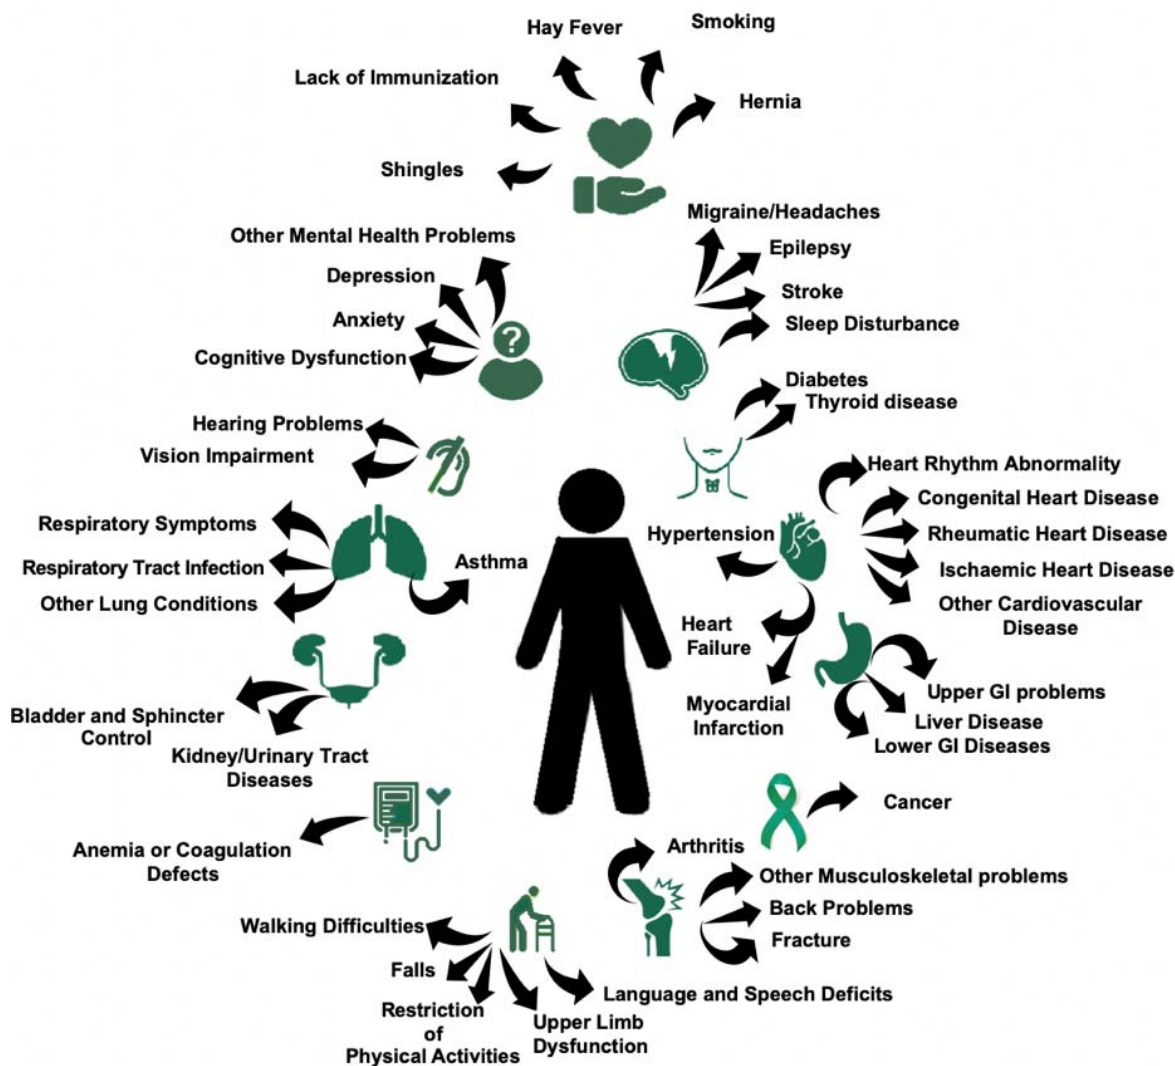 Hay Fever
Smoking
Lack of Immunization
Hernia
Shingles
Migraine/Headaches
Other Mental Health Problems
Epilepsy
Depression
Stroke
Anxiety
Sleep Disturbance
Cognitive Dysfunction
?
Diabetes
Thyroid disease
Hearing Problems
Vision Impairment
Heart Rhythm Abnormality
Congenital Heart Disease
Respiratory Symptoms
Hypertension
Rheumatic Heart Disease
Respiratory Tract Infection
Asthma
Ischaemic Heart Disease
Other Lung Conditions
Other Cardiovascular
Disease
Heart
Failure
Upper GI problems
Myocardial
Infarction
Liver Disease
Lower GI Diseases
Bladder and Sphincter
Control
Kidney/Urinary Tract
Diseases
Cancer
Anemia or Coagulation
Defects
Arthritis
Other Musculoskeletal problems
Back Problems
Fracture
Walking Difficulties
Falls
Restriction
of
Physical Activities
Upper Limb
Dysfunction
Language and Speech Deficits